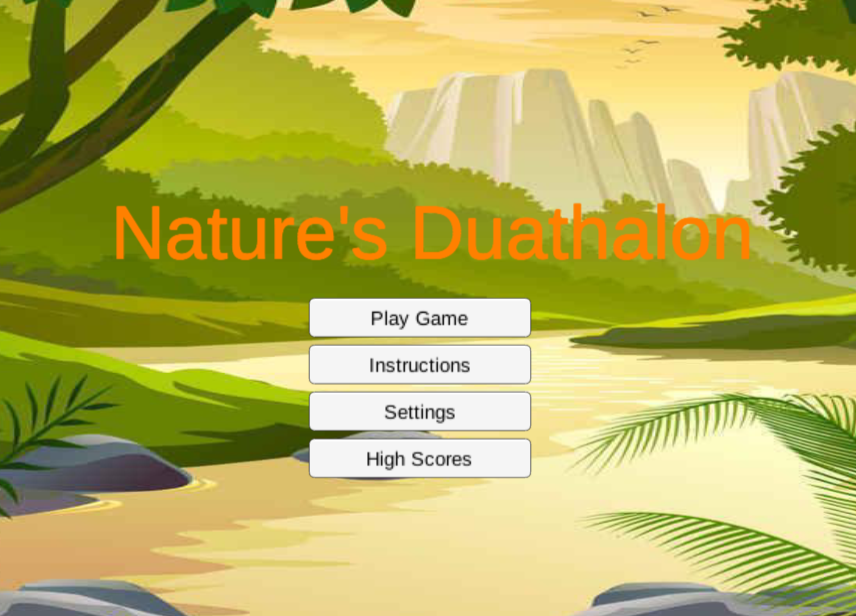 Nature's Duathalon
Play Game
Instructions
Settings
High Scores